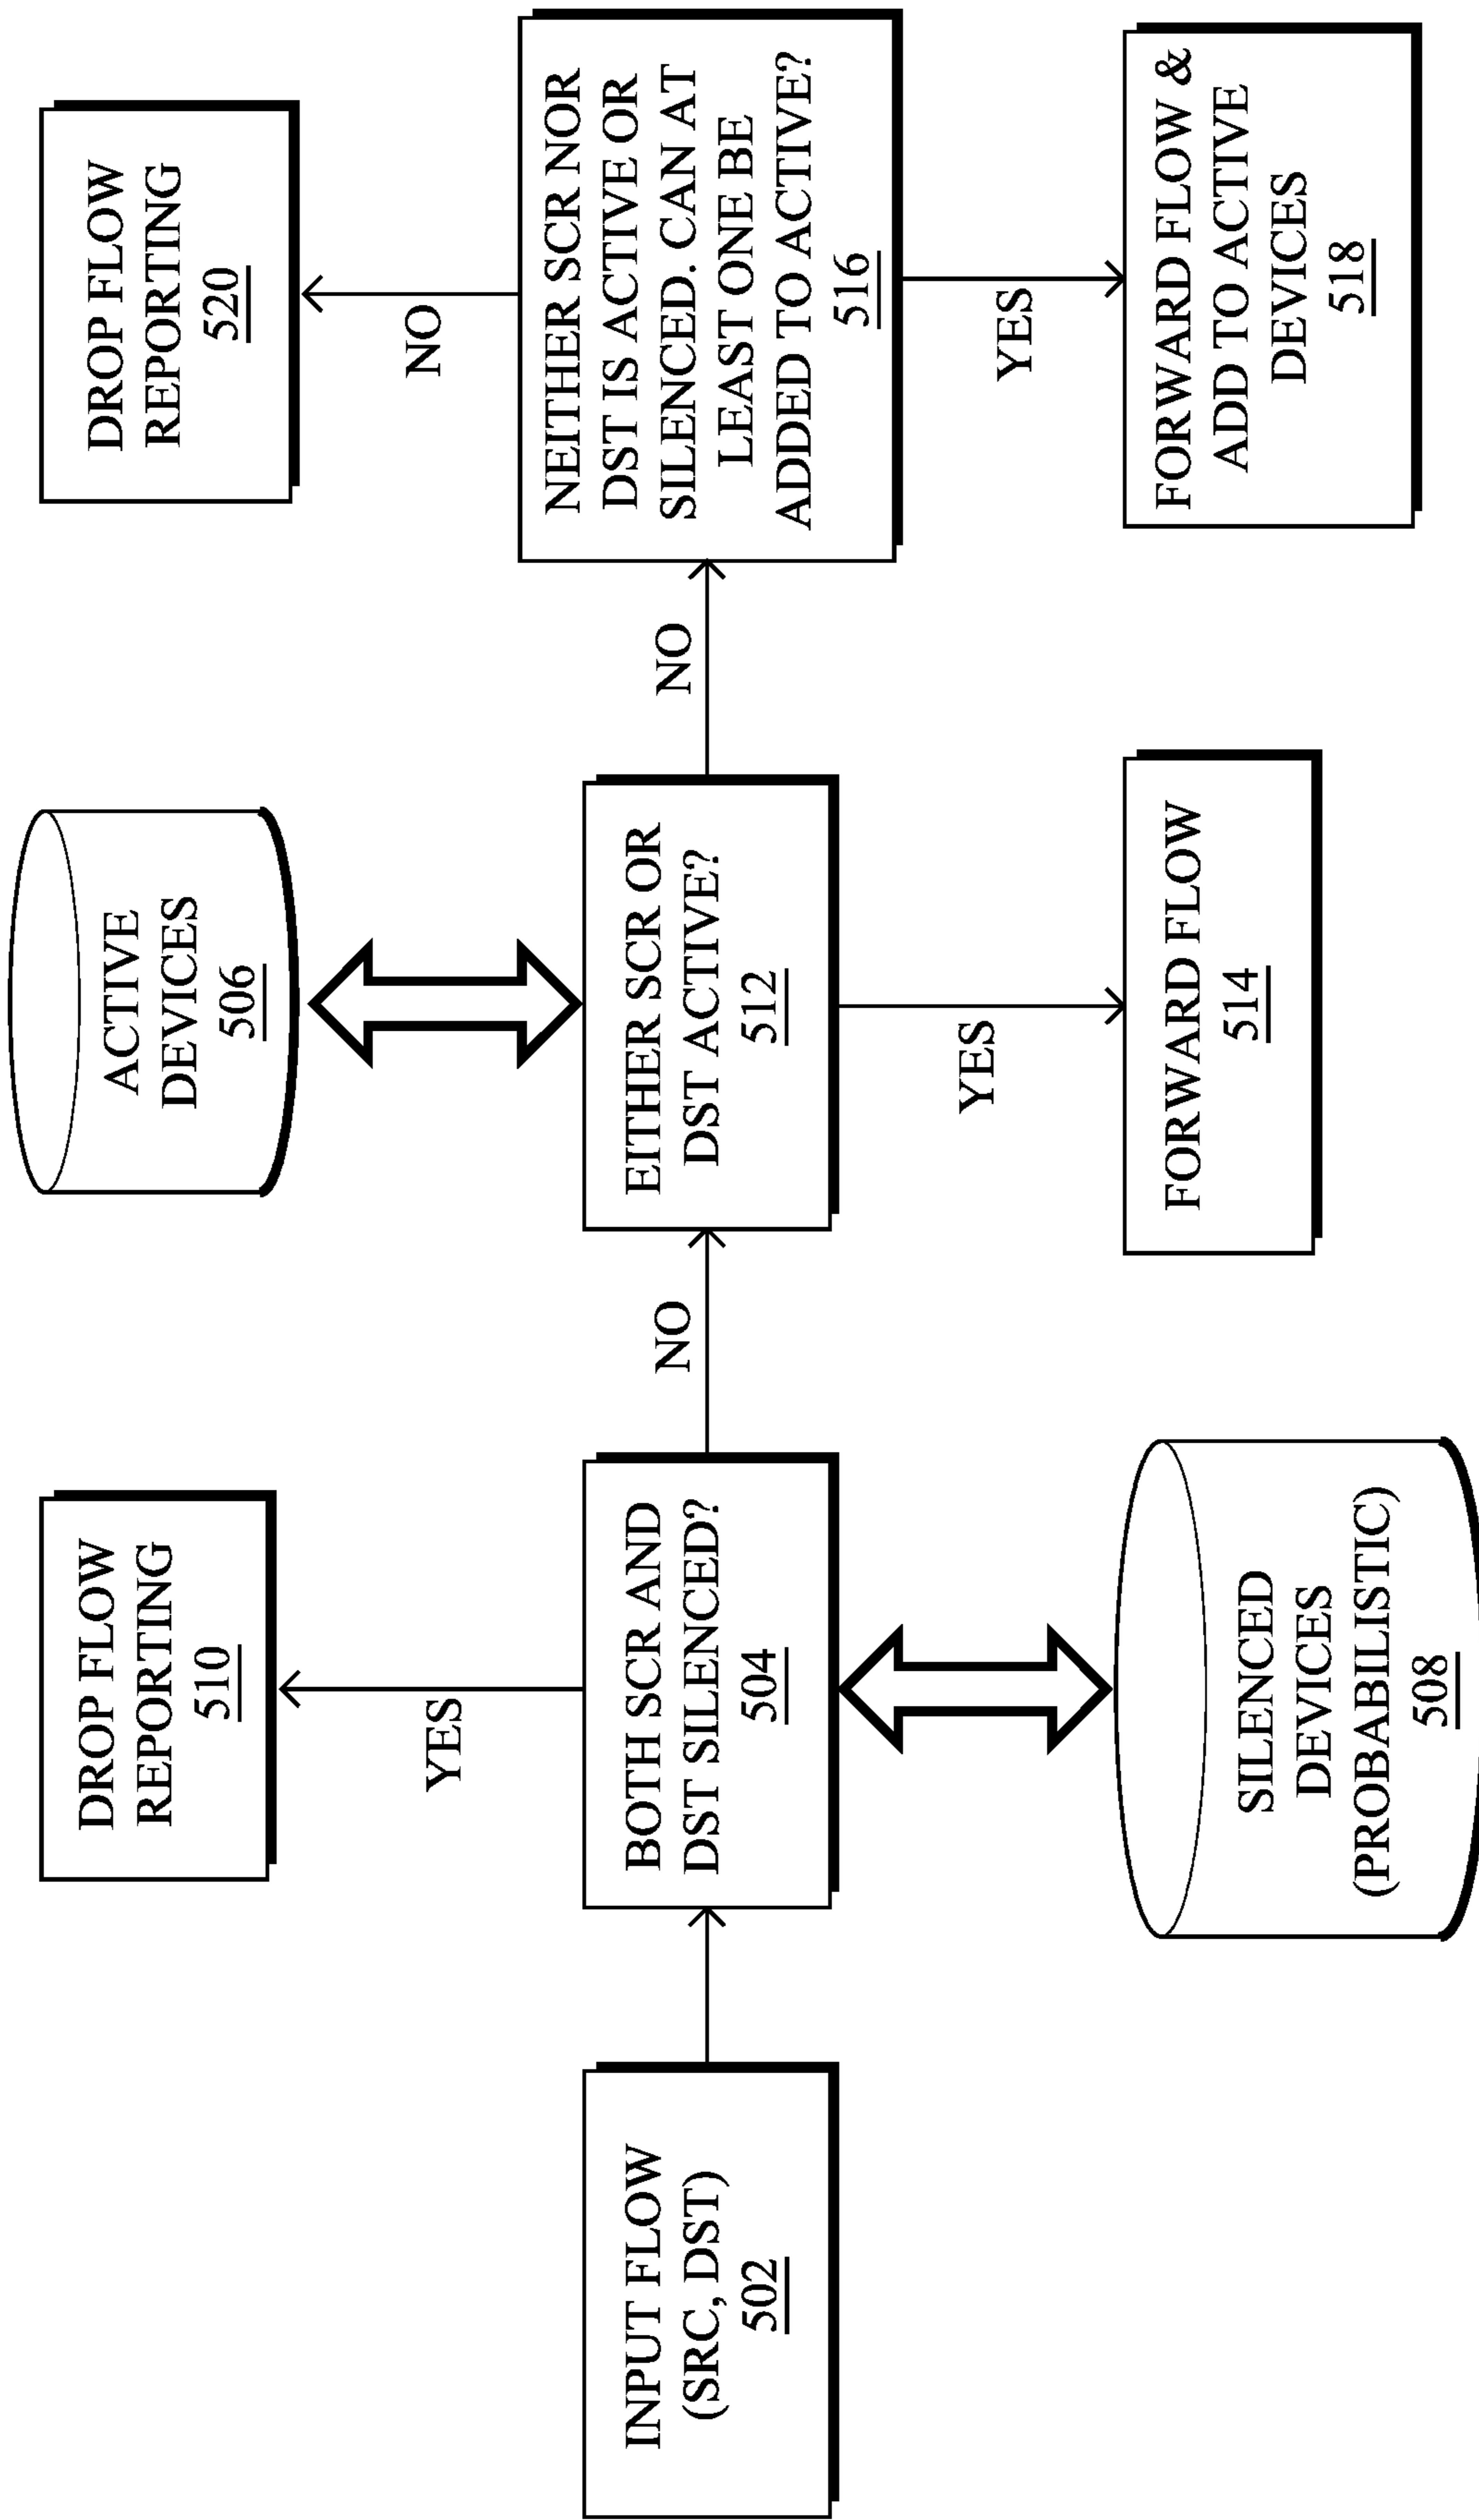 INPUT FLOW
(SRC, DST)
502
DROP FLOW
REPORTING
510
YES
BOTH SCR AND
DST SILENCED?
504
SILENCED
DEVICES
(PROBABILISTIC)
508
NO
ACTIVE
DEVICES
506
EITHER SCR OR
DST ACTIVE?
512
YES
FORWARD FLOW
514
NO
DROP FLOW
REPORTING
520
NO
NEITHER SCR NOR
DST IS ACTIVE OR
SILENCED. CAN AT
LEAST ONE BE
ADDED TO ACTIVE?
516
YES
FORWARD FLOW &
ADD TO ACTIVE
DEVICES
518